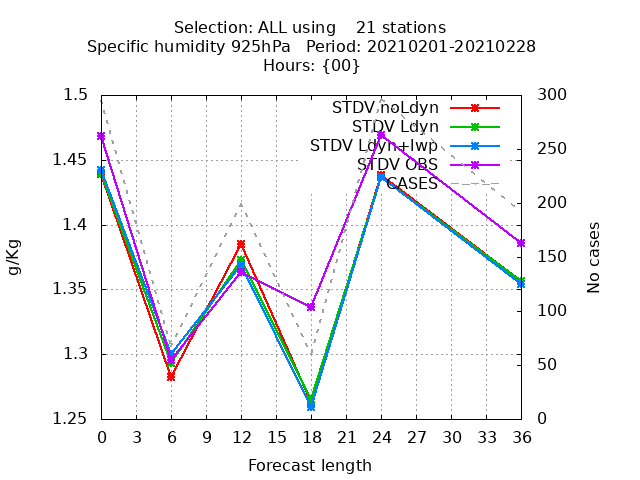 Selection: ALL using    21 stations
Specific humidity 925hPa   Period: 20210201-20210228
Hours: {00}
1.5
1.45
1.4
1.35
1.3
1.25
g/Kg
STDV noLdyn
STDV Ldyn
STDV Ldyn+lwp
STDV OBS
CASES
300
250
200
150
100
50
0
No cases
0 3 6 9 12 15 18 21 24 27 30 33 36
Forecast length